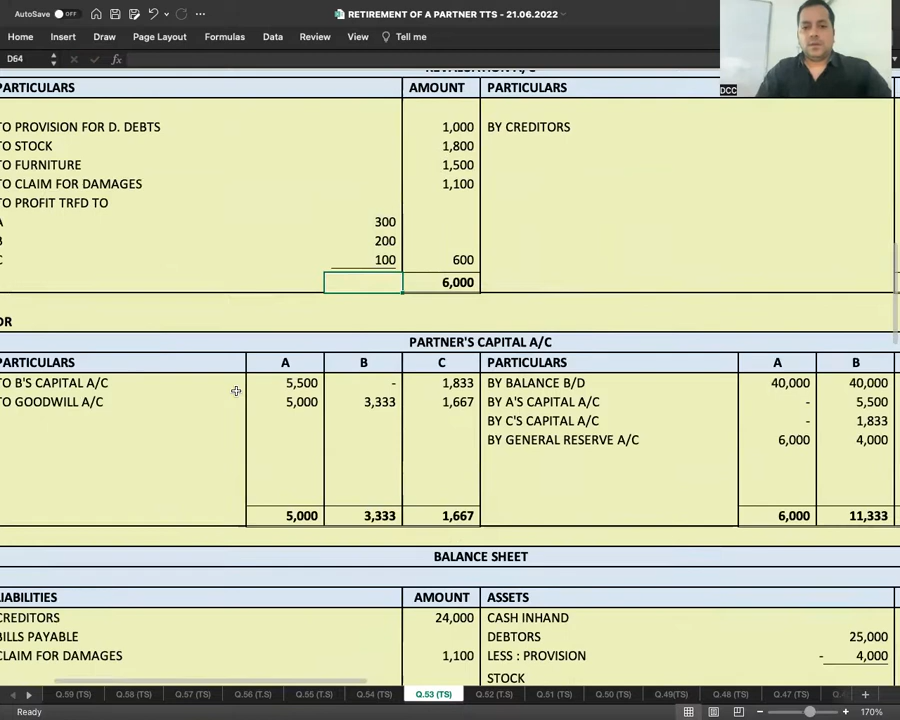 AutoSave OFF RETIREMENT OF A PARTNER TTS - 21.06.2022
Home Insert Draw Page Layout Formulas Data Review View Tell me
D64 fx
DCC
PARTICULARS AMOUNT PARTICULARS
TO PROVISION FOR D. DEBTS 1,000 BY CREDITORS
TO STOCK 1,800
TO FURNITURE 1,500
TO CLAIM FOR DAMAGES 1,100
TO PROFIT TRFD TO
A 300
B 200
C 100 600
6,000
OR
PARTNER'S CAPITAL A/C
PARTICULARS A B C PARTICULARS A B
TO B'S CAPITAL A/C 5,500 - 1,833 BY BALANCE B/D 40,000 40,000
TO GOODWILL A/C 5,000 3,333 1,667 BY A'S CAPITAL A/C - 5,500
BY C'S CAPITAL A/C - 1,833
BY GENERAL RESERVE A/C 6,000 4,000
5,000 3,333 1,667 6,000 11,333
BALANCE SHEET
LIABILITIES AMOUNT ASSETS
CREDITORS 24,000 CASH INHAND
BILLS PAYABLE DEBTORS 25,000
CLAIM FOR DAMAGES 1,100 LESS : PROVISION - 4,000
STOCK
Q.59 (TS) Q.58 (TS) Q.57 (TS) Q.56 (T.S) Q.55 (T.S) Q.54 (TS) Q.53 (TS) Q.52 (T.S) Q.51 (TS) Q.50 (TS) Q.49(TS) Q.48 (TS) Q.47 (TS)
Ready 170%